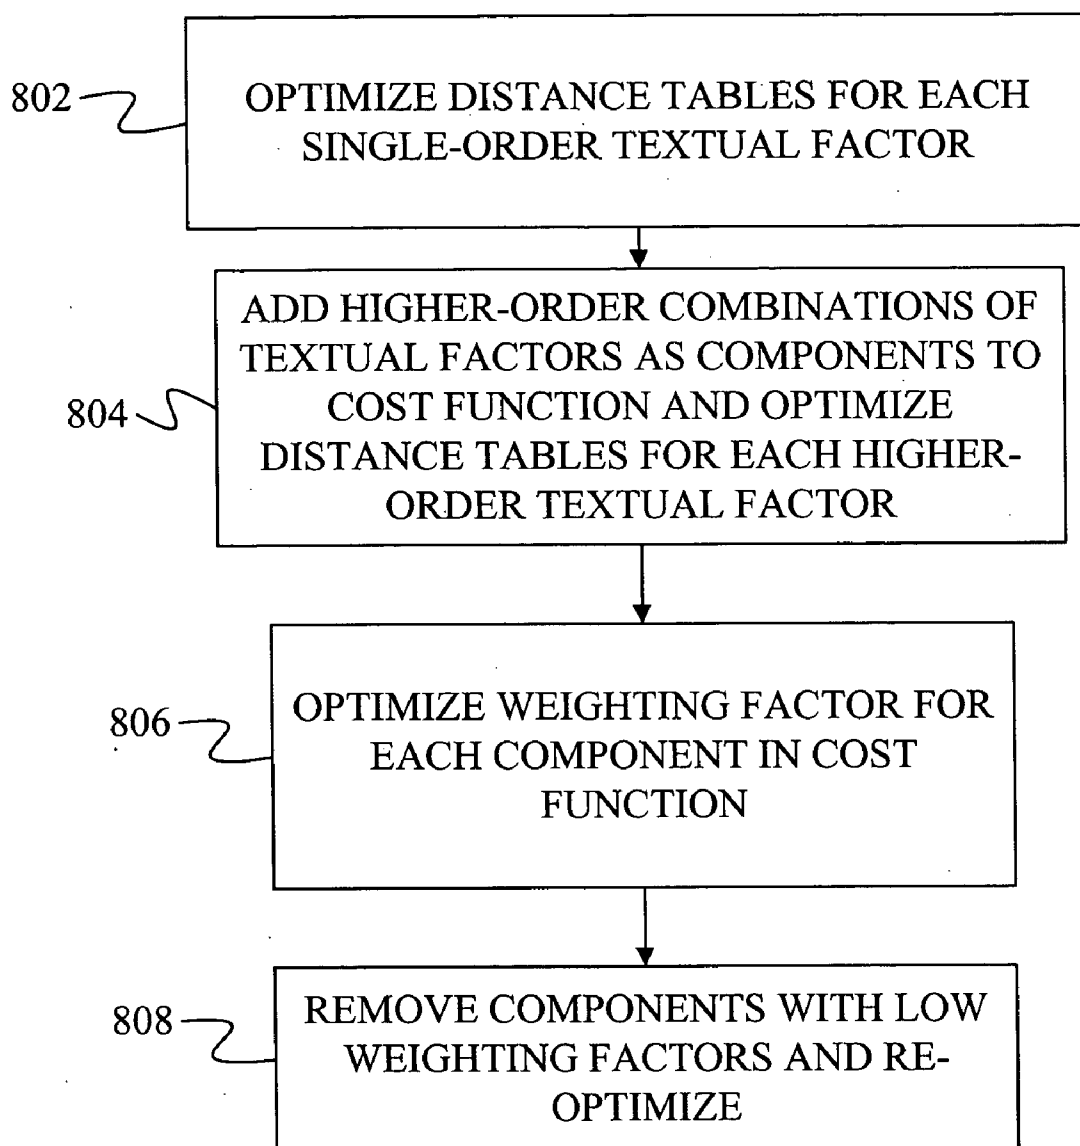 802
OPTIMIZE DISTANCE TABLES FOR EACH
SINGLE-ORDER TEXTUAL FACTOR
804
ADD HIGHER-ORDER COMBINATIONS OF
TEXTUAL FACTORS AS COMPONENTS TO
COST FUNCTION AND OPTIMIZE
DISTANCE TABLES FOR EACH HIGHER-
ORDER TEXTUAL FACTOR
806
OPTIMIZE WEIGHTING FACTOR FOR
EACH COMPONENT IN COST
FUNCTION
808
REMOVE COMPONENTS WITH LOW
WEIGHTING FACTORS AND RE-
OPTIMIZE